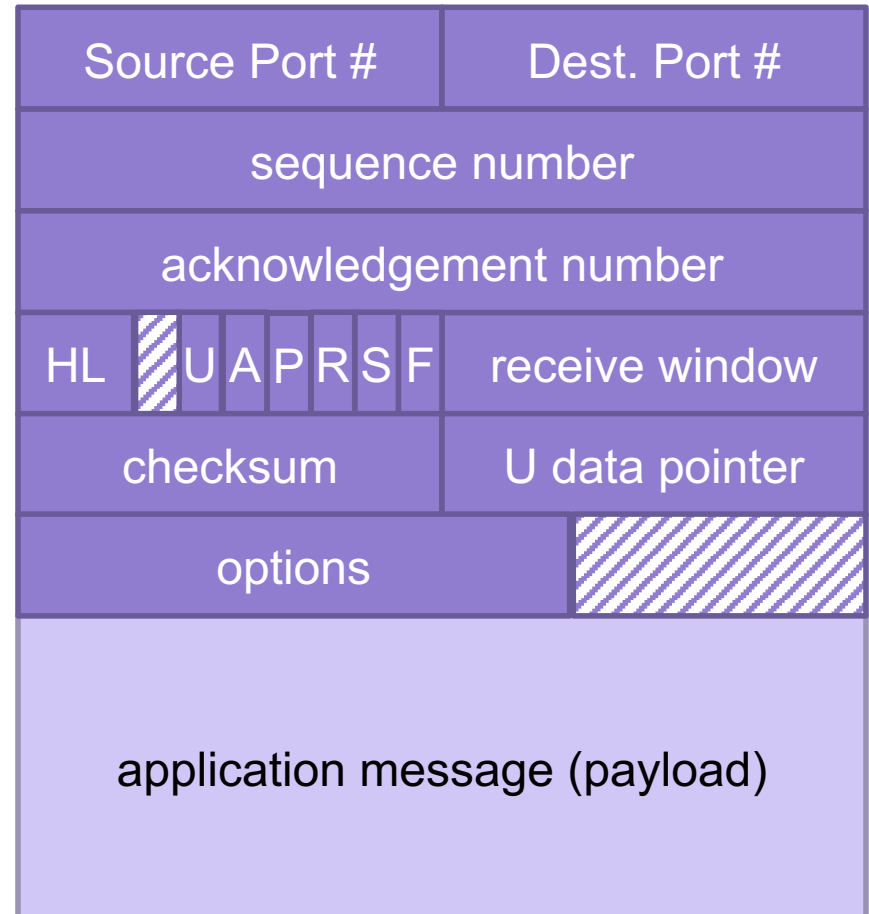 Source Port # Dest. Port #
sequence number
acknowledgement number
HL U A P R S F receive window
checksum U data pointer
options
application message (payload)